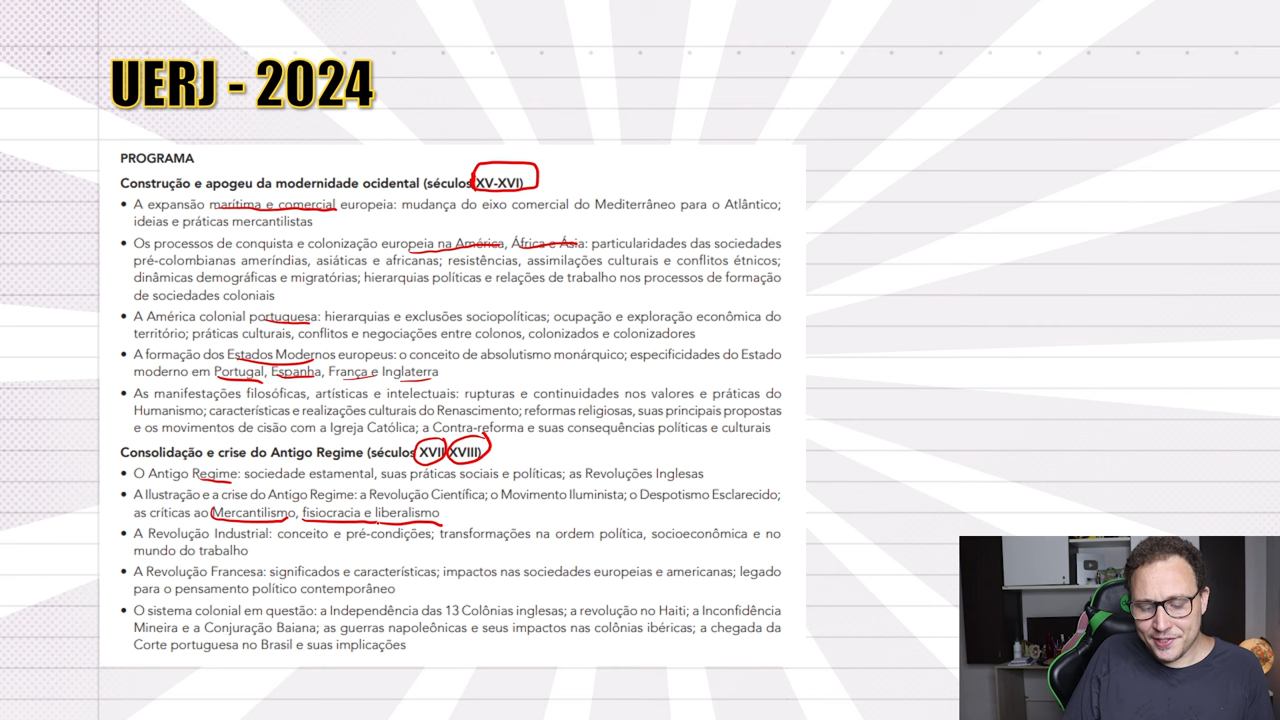 UERJ - 2024
PROGRAMA
Construção e apogeu da modernidade ocidental (séculos XV-XVI)
• A expansão marítima e comercial europeia: mudança do eixo comercial do Mediterrâneo para o Atlântico;
ideias e práticas mercantilistas
• Os processos de conquista e colonização europeia na América, África e Ásia: particularidades das sociedades
pré-colombianas ameríndias, asiáticas e africanas; resistências, assimilações culturais e conflitos étnicos;
dinâmicas demográficas e migratórias; hierarquias políticas e relações de trabalho nos processos de formação
de sociedades coloniais
• A América colonial portuguesa: hierarquias e exclusões sociopolíticas; ocupação e exploração econômica do
território; práticas culturais, conflitos e negociações entre colonos, colonizados e colonizadores
• A formação dos Estados Modernos europeus: o conceito de absolutismo monárquico; especificidades do Estado
moderno em Portugal, Espanha, França e Inglaterra
• As manifestações filosóficas, artísticas e intelectuais: rupturas e continuidades nos valores e práticas do
Humanismo; características e realizações culturais do Renascimento; reformas religiosas, suas principais propostas
e os movimentos de cisão com a Igreja Católica; a Contra-reforma e suas consequências políticas e culturais
Consolidação e crise do Antigo Regime (séculos XVII XVIII)
• O Antigo Regime: sociedade estamental, suas práticas sociais e políticas; as Revoluções Inglesas
• A Ilustração e a crise do Antigo Regime: a Revolução Científica; o Movimento Iluminista; o Despotismo Esclarecido;
as críticas ao Mercantilismo, fisiocracia e liberalismo
• A Revolução Industrial: conceito e pré-condições; transformações na ordem política, socioeconômica e no
mundo do trabalho
• A Revolução Francesa: significados e características; impactos nas sociedades europeias e americanas; legado
para o pensamento político contemporâneo
• O sistema colonial em questão: a Independência das 13 Colônias inglesas; a revolução no Haiti; a Inconfidência
Mineira e a Conjuração Baiana; as guerras napoleônicas e seus impactos nas colônias ibéricas; a chegada da
Corte portuguesa no Brasil e suas implicações